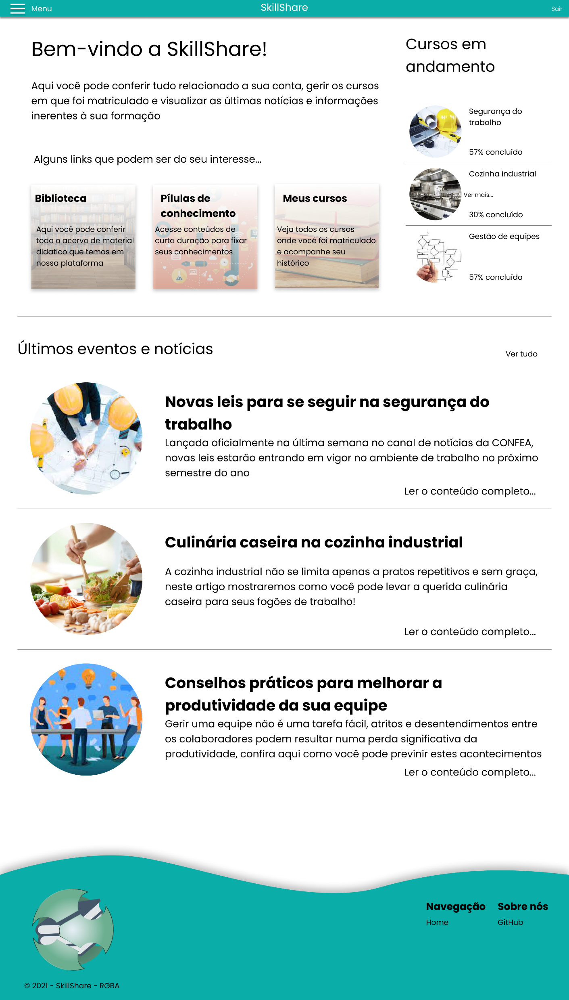 Menu
SkillShare
Sair
Bem-vindo a SkillShare!
Aqui você pode conferir tudo relacionado a sua conta, gerir os cursos
em que foi matriculado e visualizar as últimas notícias e informações
inerentes à sua formação
Alguns links que podem ser do seu interesse...
Biblioteca
Aqui você pode conferir
todo o acervo de material
didatico que temos em
nossa plataforma
Pílulas de
conhecimento
Acesse conteúdos de
curta duração para fixar
seus conhecimentos
Meus cursos
Veja todos os cursos
onde você foi matriculado
e acompanhe seu
histórico
Cursos em
andamento
Segurança do
trabalho
57% concluído
Cozinha industrial
Ver mais...
30% concluído
Gestão de equipes
57% concluído
Últimos eventos e notícias
Ver tudo
Novas leis para se seguir na segurança do
trabalho
Lançada oficialmente na última semana no canal de notícias da CONFEA,
novas leis estarão entrando em vigor no ambiente de trabalho no próximo
semestre do ano
Ler o conteúdo completo...
Culinária caseira na cozinha industrial
A cozinha industrial não se limita apenas a pratos repetitivos e sem graça,
neste artigo mostraremos como você pode levar a querida culinária
caseira para seus fogões de trabalho!
Ler o conteúdo completo...
Conselhos práticos para melhorar a
produtividade da sua equipe
Gerir uma equipe não é uma tarefa fácil, atritos e desentendimentos entre
os colaboradores podem resultar numa perda significativa da
produtividade, confira aqui como você pode previnir estes acontecimentos
Ler o conteúdo completo...
Navegação
Home
Sobre nós
GitHub
© 2021 - SkillShare - RGBA